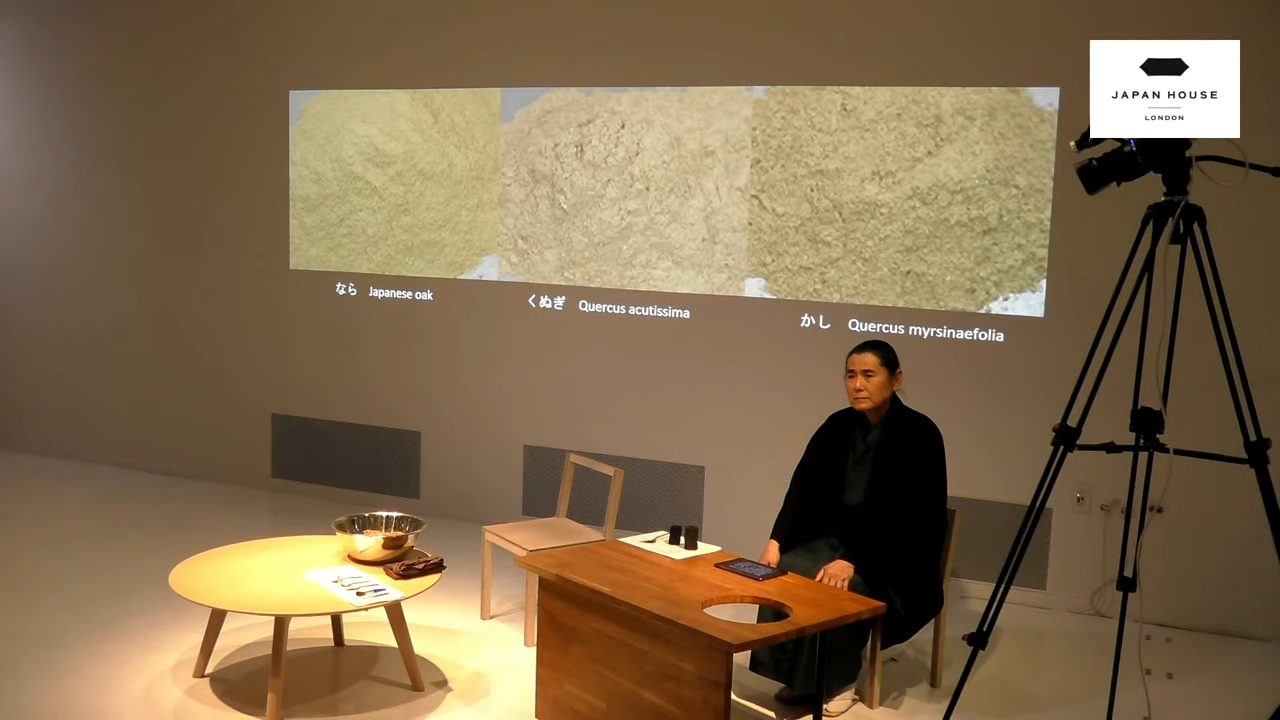 JAPAN HOUSE
LONDON
なら Japanese oak
くぬぎ Quercus acutissima
かし Quercus myrsinaefolia